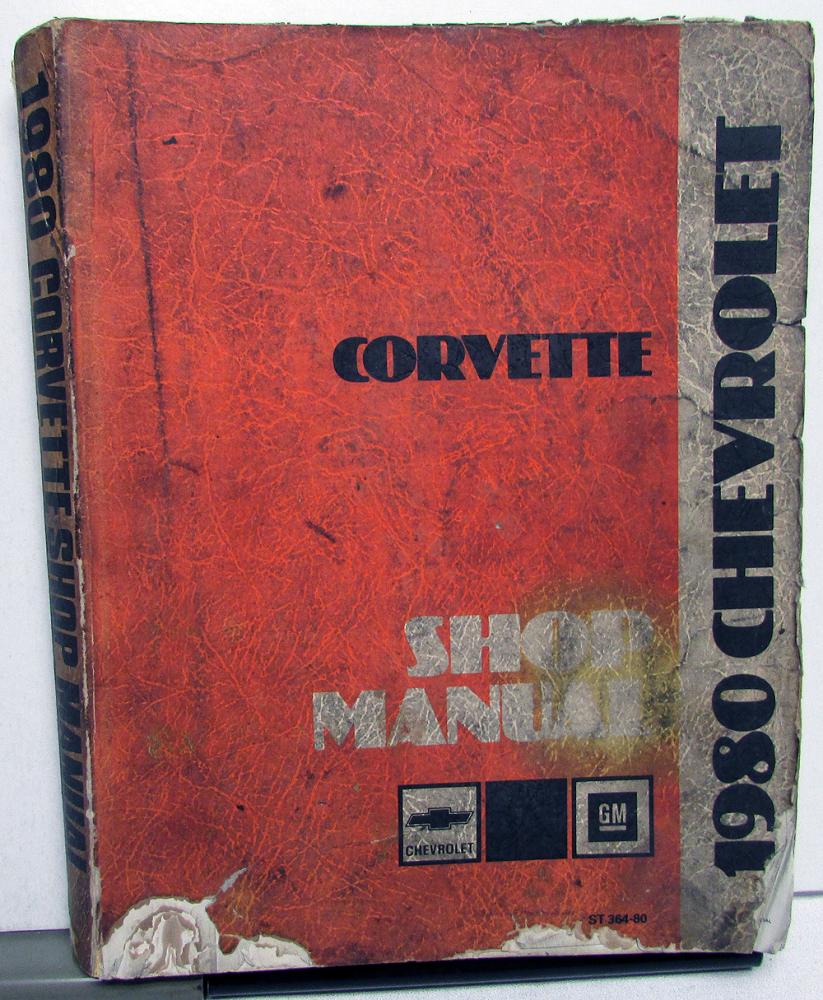 1980 CORVETTE SHOP MANUAL
CORVETTE
1980 CHEVROLET
SHOP
MANUAL
CHEVROLET
GM
ST 364-80